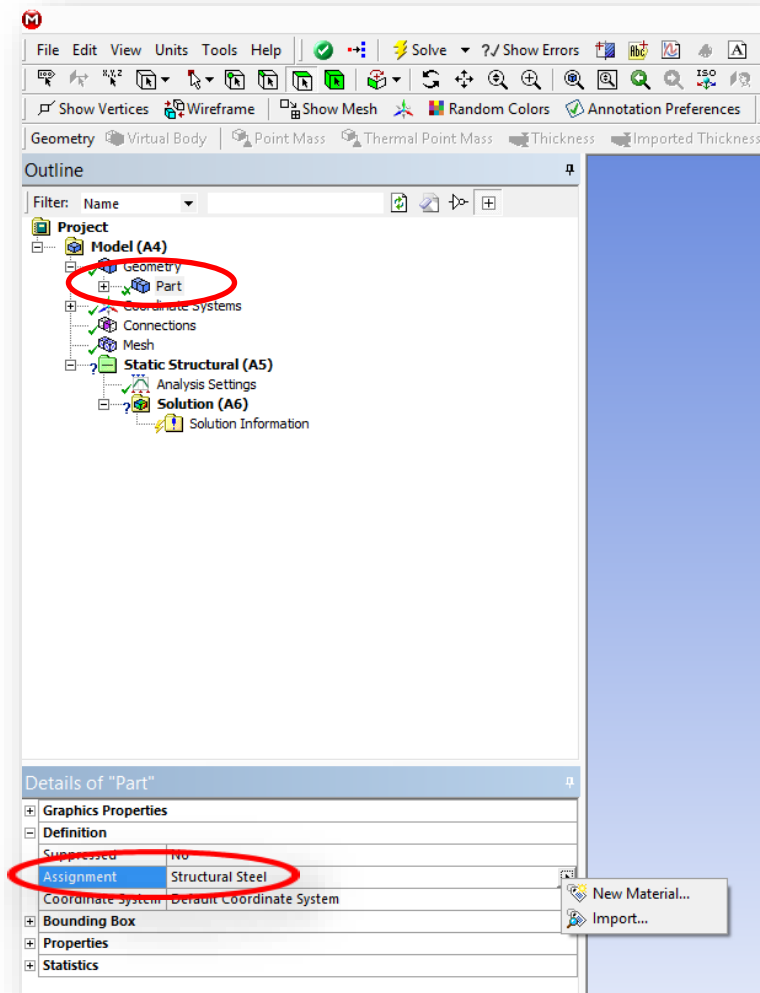 File Edit View Units Tools Help Solve ?√ Show Errors Abc A
X,Y,Z ISO
Show Vertices Wireframe Show Mesh Random Colors Annotation Preferences
Geometry Virtual Body Point Mass Thermal Point Mass Thickness Imported Thickness
Outline
Filter: Name
Project
Model (A4)
Geometry
Part
Coordinate Systems
Connections
Mesh
Static Structural (A5)
Analysis Settings
Solution (A6)
Solution Information
Details of "Part"
Graphics Properties
Definition
Suppressed No
Assignment Structural Steel
Coordinate System Default Coordinate System
New Material...
Import...
Bounding Box
Properties
Statistics